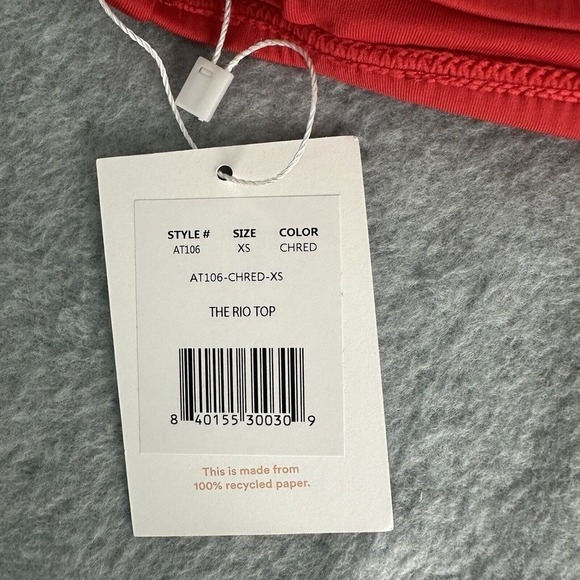 STYLE # SIZE COLOR
AT106 XS CHRED
AT106-CHRED-XS
THE RIO TOP
8 40155 30030 9
This is made from
100% recycled paper.